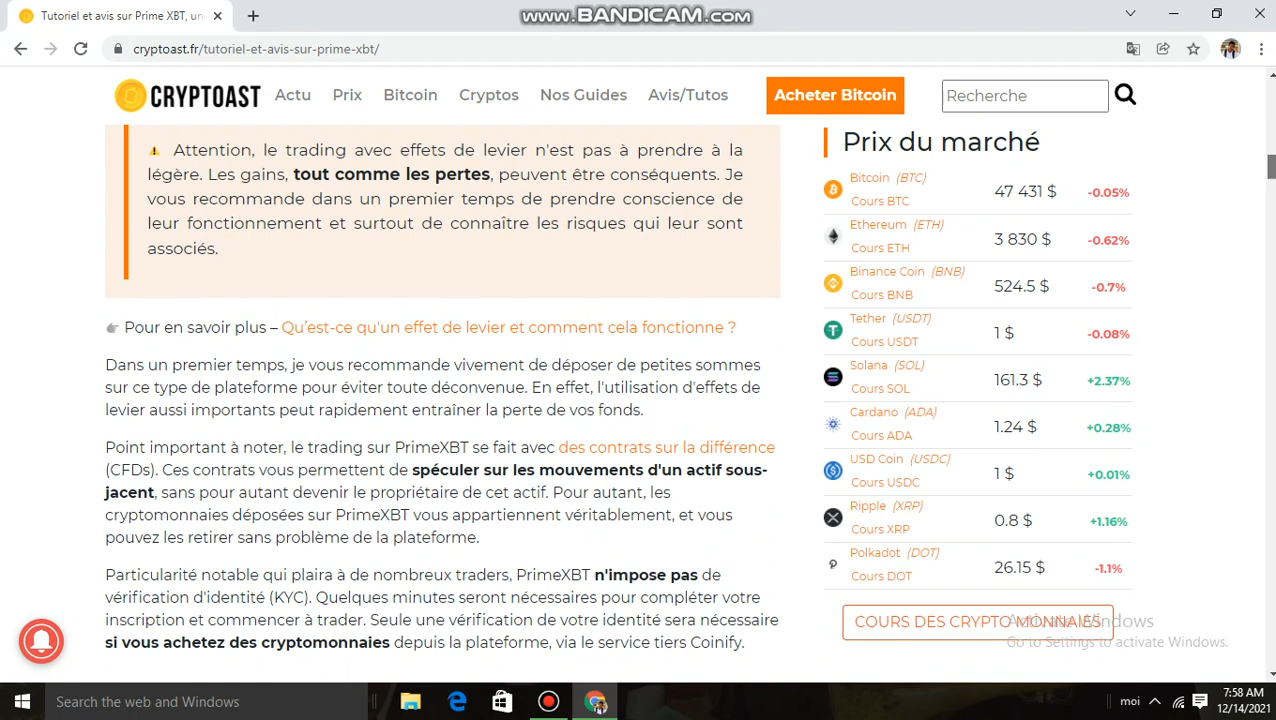 Tutoriel et avis sur Prime XBT, un
www.BANDICAM.com
cryptoast.fr/tutoriel-et-avis-sur-prime-xbt/
CRYPTOAST Actu Prix Bitcoin Cryptos Nos Guides Avis/Tutos Acheter Bitcoin Recherche
Attention, le trading avec effets de levier n'est pas à prendre à la
légère. Les gains, tout comme les pertes, peuvent être conséquents. Je
vous recommande dans un premier temps de prendre conscience de
leur fonctionnement et surtout de connaître les risques qui leur sont
associés.
Pour en savoir plus – Qu'est-ce qu'un effet de levier et comment cela fonctionne ?
Dans un premier temps, je vous recommande vivement de déposer de petites sommes
sur ce type de plateforme pour éviter toute déconvenue. En effet, l'utilisation d'effets de
levier aussi importants peut rapidement entraîner la perte de vos fonds.
Point important à noter, le trading sur PrimeXBT se fait avec des contrats sur la différence
(CFDs). Ces contrats vous permettent de spéculer sur les mouvements d'un actif sous-
jacent, sans pour autant devenir le propriétaire de cet actif. Pour autant, les
cryptomonnaies déposées sur PrimeXBT vous appartiennent véritablement, et vous
pouvez les retirer sans problème de la plateforme.
Particularité notable qui plaira à de nombreux traders, PrimeXBT n'impose pas de
vérification d'identité (KYC). Quelques minutes seront nécessaires pour compléter votre
inscription et commencer à trader. Seule une vérification de votre identité sera nécessaire
si vous achetez des cryptomonnaies depuis la plateforme, via le service tiers Coinify.
Prix du marché
Bitcoin (BTC)
Cours BTC
47 431 $ -0.05%
Ethereum (ETH)
Cours ETH
3 830 $ -0.62%
Binance Coin (BNB)
Cours BNB
524.5 $ -0.7%
Tether (USDT)
Cours USDT
1 $ -0.08%
Solana (SOL)
Cours SOL
161.3 $ +2.37%
Cardano (ADA)
Cours ADA
1.24 $ +0.28%
USD Coin (USDC)
Cours USDC
1 $ +0.01%
Ripple (XRP)
Cours XRP
0.8 $ +1.16%
Polkadot (DOT)
Cours DOT
26.15 $ -1.1%
COURS DES CRYPTOMONNAIES
Activate Windows
Go to Settings to activate Windows.
Search the web and Windows
moi
7:58 AM
12/14/2021